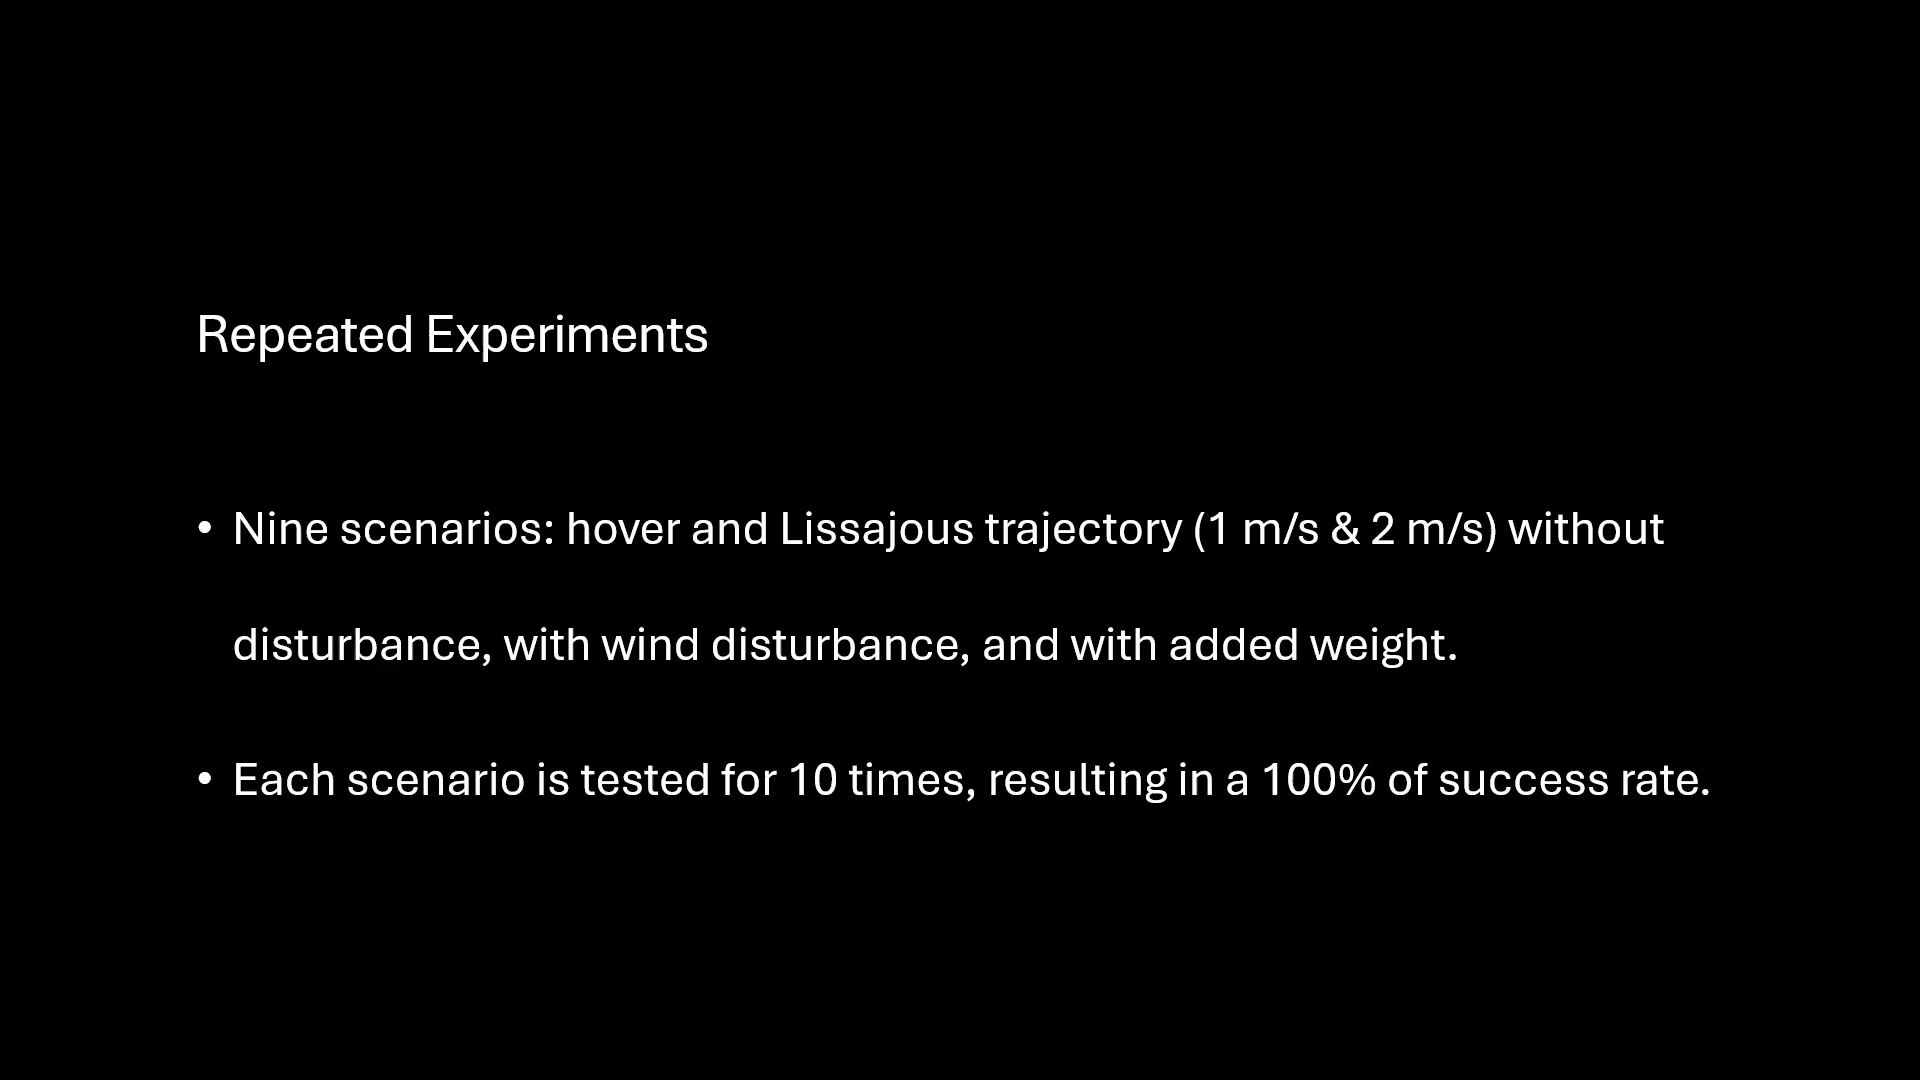 Repeated Experiments
• Nine scenarios: hover and Lissajous trajectory (1 m/s & 2 m/s) without
disturbance, with wind disturbance, and with added weight.
• Each scenario is tested for 10 times, resulting in a 100% of success rate.